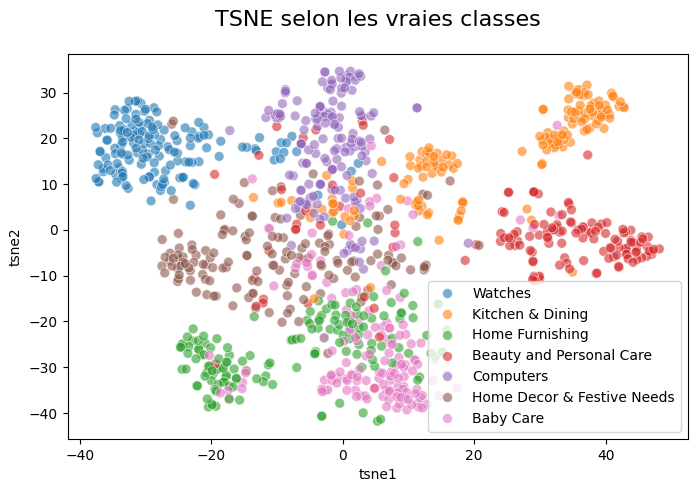 TSNE selon les vraies classes
tsne2
30
20
10
0
−10
−20
−30
−40
Watches
Kitchen & Dining
Home Furnishing
Beauty and Personal Care
Computers
Home Decor & Festive Needs
Baby Care
−40 −20 0 20 40
tsne1